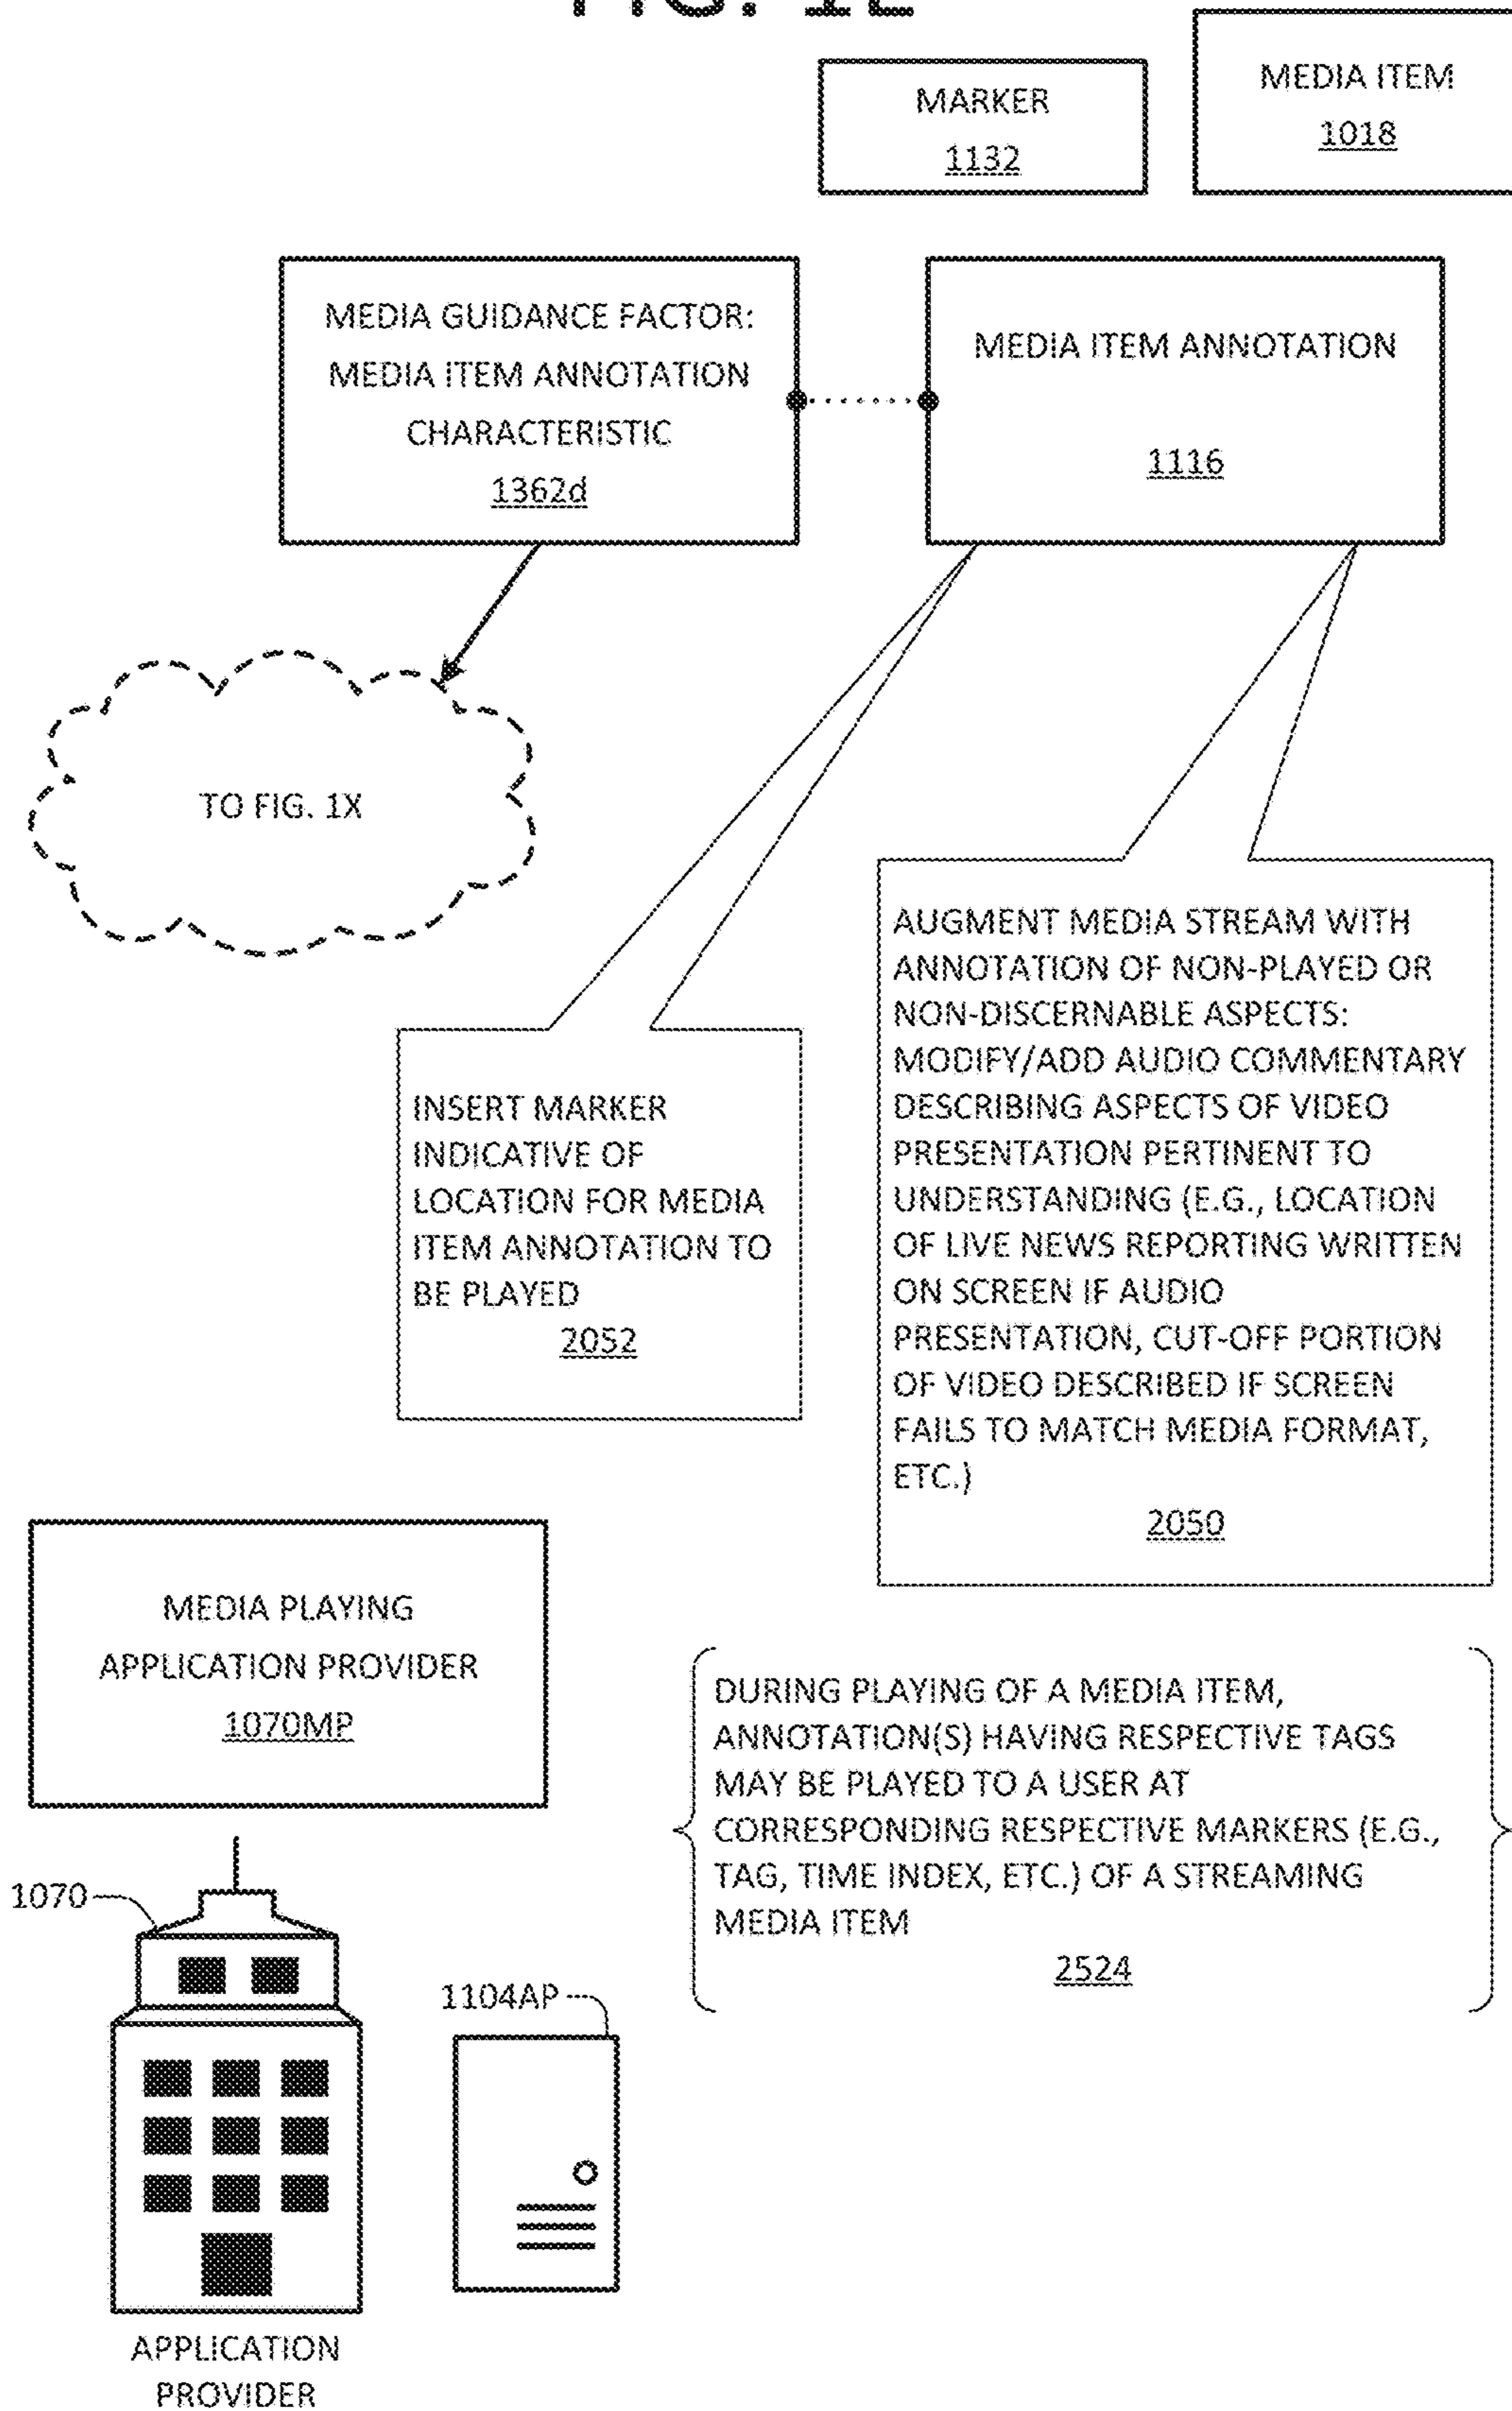 MARKER
1132
MEDIA ITEM
1018
MEDIA GUIDANCE FACTOR:
MEDIA ITEM ANNOTATION
CHARACTERISTIC
1362d
MEDIA ITEM ANNOTATION
1116
TO FIG. 1X
INSERT MARKER
INDICATIVE OF
LOCATION FOR MEDIA
ITEM ANNOTATION TO
BE PLAYED
2052
AUGMENT MEDIA STREAM WITH
ANNOTATION OF NON-PLAYED OR
NON-DISCERNABLE ASPECTS:
MODIFY/ADD AUDIO COMMENTARY
DESCRIBING ASPECTS OF VIDEO
PRESENTATION PERTINENT TO
UNDERSTANDING (E.G., LOCATION
OF LIVE NEWS REPORTING WRITTEN
ON SCREEN IF AUDIO
PRESENTATION, CUT-OFF PORTION
OF VIDEO DESCRIBED IF SCREEN
FAILS TO MATCH MEDIA FORMAT,
ETC.)
2050
MEDIA PLAYING
APPLICATION PROVIDER
1070MP
DURING PLAYING OF A MEDIA ITEM,
ANNOTATION(S) HAVING RESPECTIVE TAGS
MAY BE PLAYED TO A USER AT
CORRESPONDING RESPECTIVE MARKERS (E.G.,
TAG, TIME INDEX, ETC.) OF A STREAMING
MEDIA ITEM
2524
1070
1104AP
APPLICATION
PROVIDER